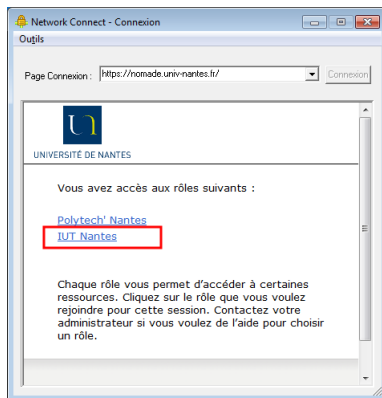 Network Connect - Connexion
Outils
Page Connexion : https://nomade.univ-nantes.fr/ Connexion
UNIVERSITÉ DE NANTES
Vous avez accès aux rôles suivants :
Polytech' Nantes
IUT Nantes
Chaque rôle vous permet d'accéder à certaines
ressources. Cliquez sur le rôle que vous voulez
rejoindre pour cette session. Contactez votre
administrateur si vous voulez de l'aide pour choisir
un rôle.